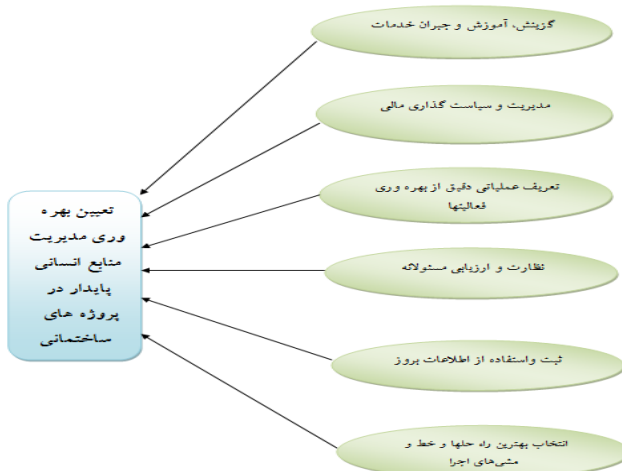 گزینش، آموزش و جبران خدمات
مدیریت و سیاست گذاری مالی
تعریف عملیاتی دقیق از بهره وری
فعالیتها
نظارت و ارزیابی مسئولانه
ثبت واستفاده از اطلاعات بروز
انتخاب بهترین راه حلها و خط و
مشی‌های اجرا
تعیین بهره
وری مدیریت
منابع انسانی
پایدار در
پروژه های
ساختمانی